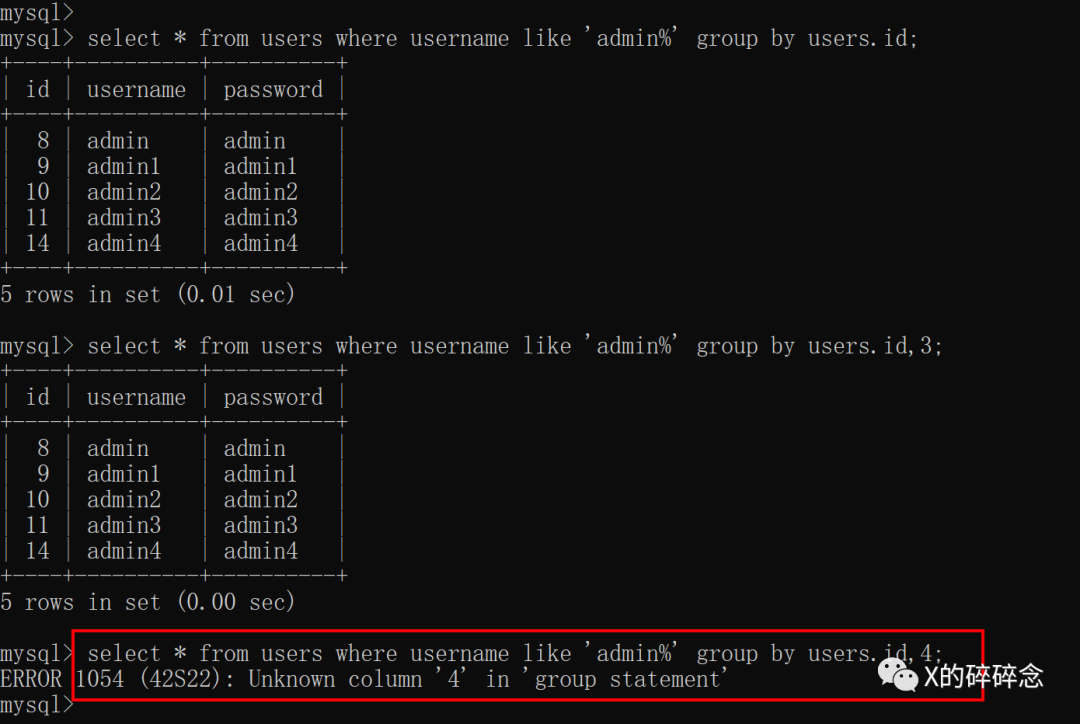 mysql>
mysql> select * from users where username like 'admin%' group by users.id;
+----+----------+----------+
| id | username | password |
+----+----------+----------+
|  8 | admin    | admin    |
|  9 | admin1   | admin1   |
| 10 | admin2   | admin2   |
| 11 | admin3   | admin3   |
| 14 | admin4   | admin4   |
+----+----------+----------+
5 rows in set (0.01 sec)
mysql> select * from users where username like 'admin%' group by users.id,3;
+----+----------+----------+
| id | username | password |
+----+----------+----------+
|  8 | admin    | admin    |
|  9 | admin1   | admin1   |
| 10 | admin2   | admin2   |
| 11 | admin3   | admin3   |
| 14 | admin4   | admin4   |
+----+----------+----------+
5 rows in set (0.00 sec)
mysql> select * from users where username like 'admin%' group by users.id,4;
ERROR 1054 (42S22): Unknown column '4' in 'group statement'
X的碎碎念
mysql>